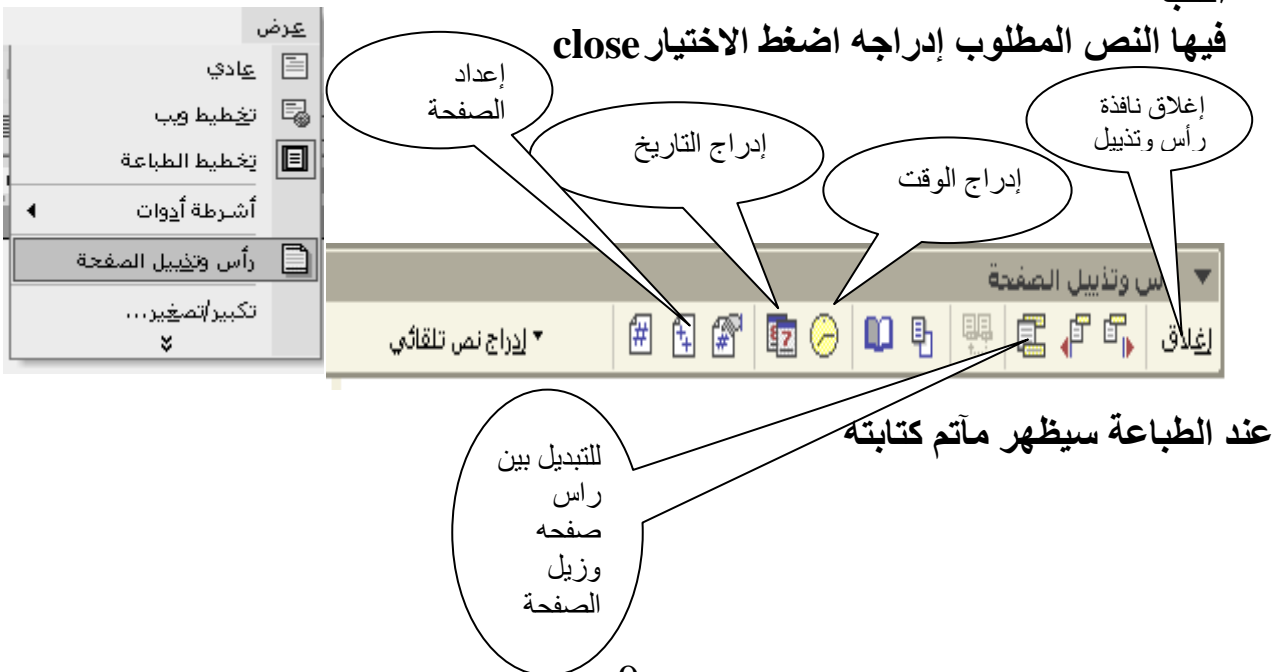 فيها النص المطلوب إدراجه اضغط الاختيار close
عرض
عادي
تخطيط ويب
تخطيط الطباعة
أشرطة أدوات
رأس وتذييل الصفحة
تكبير/تصغير...
إعداد
الصفحة
إدراج التاريخ
إدراج الوقت
إغلاق نافذة
رأس وتذييل
وتذييل الصفحة
إغلاق
إدراج نص تلقائي
عند الطباعة سيظهر مآتم كتابته
للتبديل بين
راس
صفحه
وزيل
الصفحة